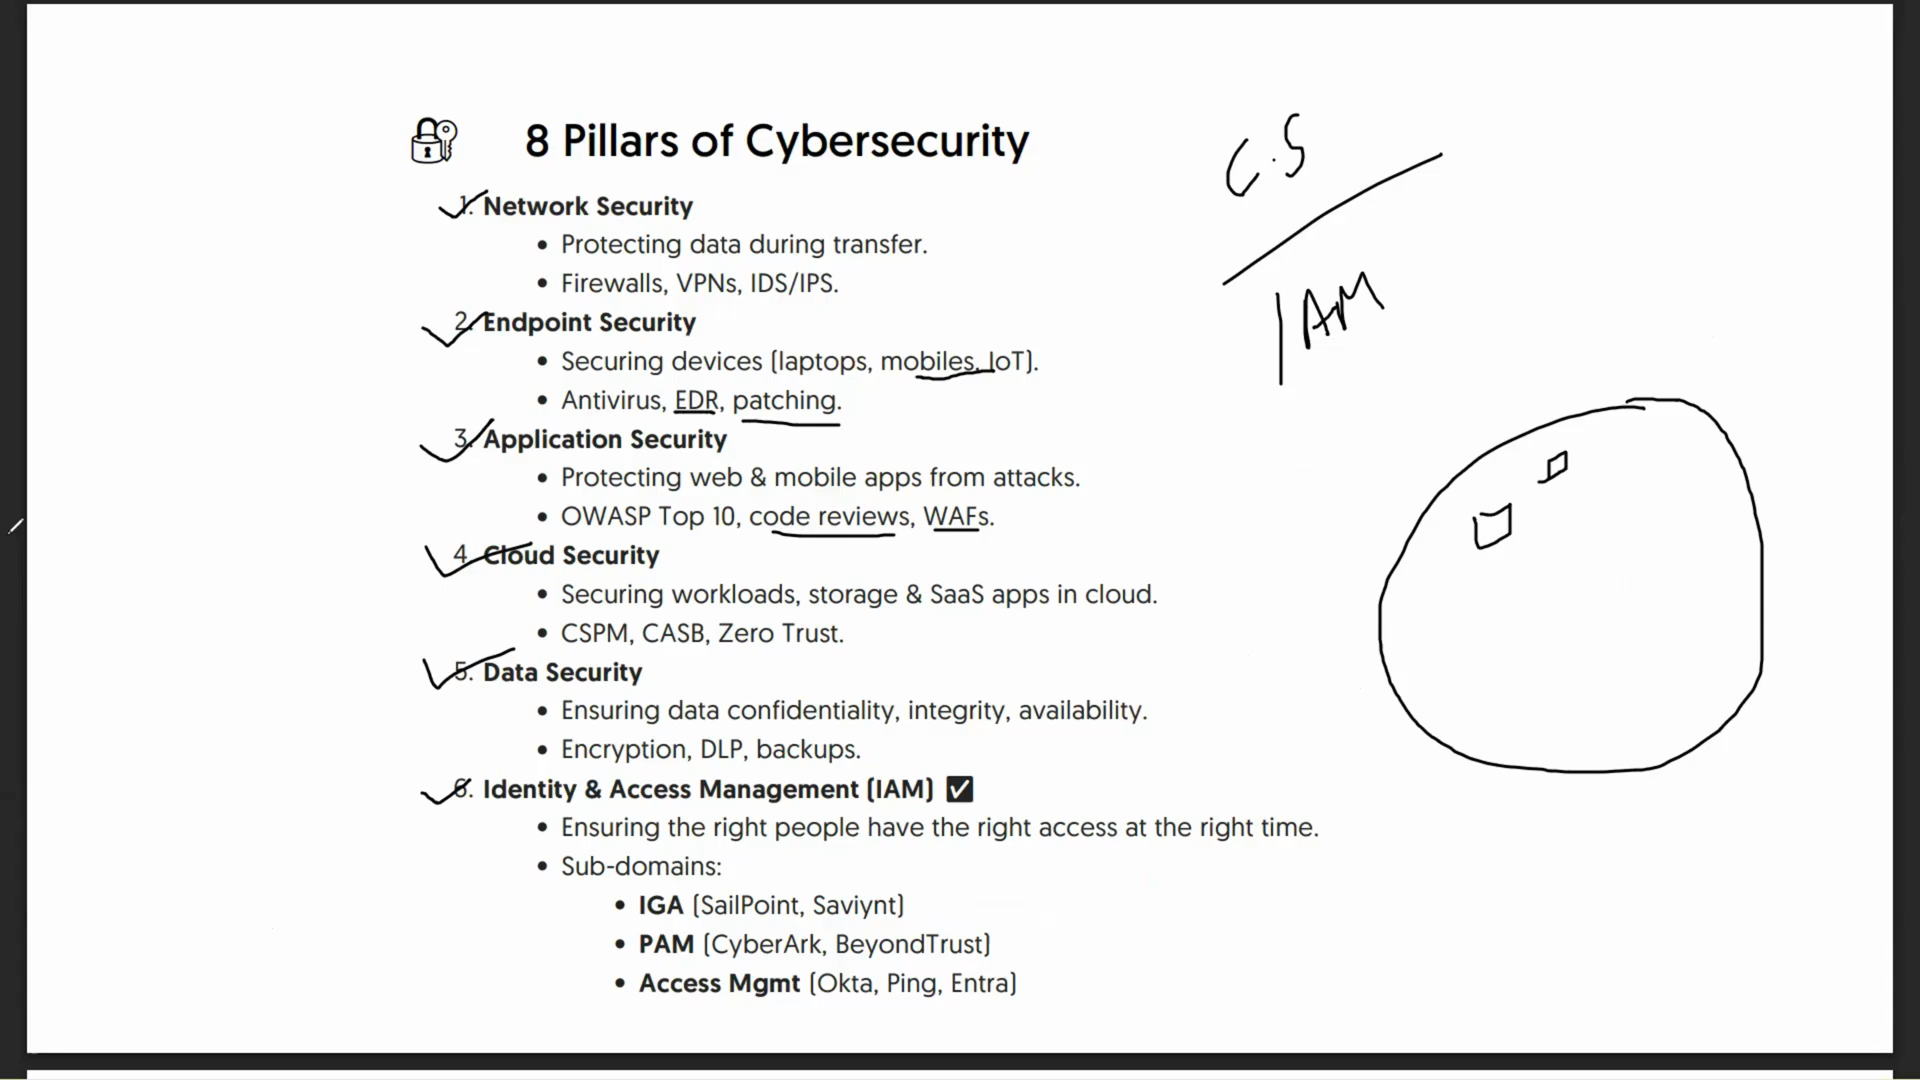 8 Pillars of Cybersecurity
1. Network Security
• Protecting data during transfer.
• Firewalls, VPNs, IDS/IPS.
2. Endpoint Security
• Securing devices (laptops, mobiles, IoT).
• Antivirus, EDR, patching.
3. Application Security
• Protecting web & mobile apps from attacks.
• OWASP Top 10, code reviews, WAFs.
4. Cloud Security
• Securing workloads, storage & SaaS apps in cloud.
• CSPM, CASB, Zero Trust.
5. Data Security
• Ensuring data confidentiality, integrity, availability.
• Encryption, DLP, backups.
6. Identity & Access Management (IAM) ✅
• Ensuring the right people have the right access at the right time.
• Sub-domains:
• IGA (SailPoint, Saviynt)
• PAM (CyberArk, BeyondTrust)
• Access Mgmt (Okta, Ping, Entra)
C.S
IAM